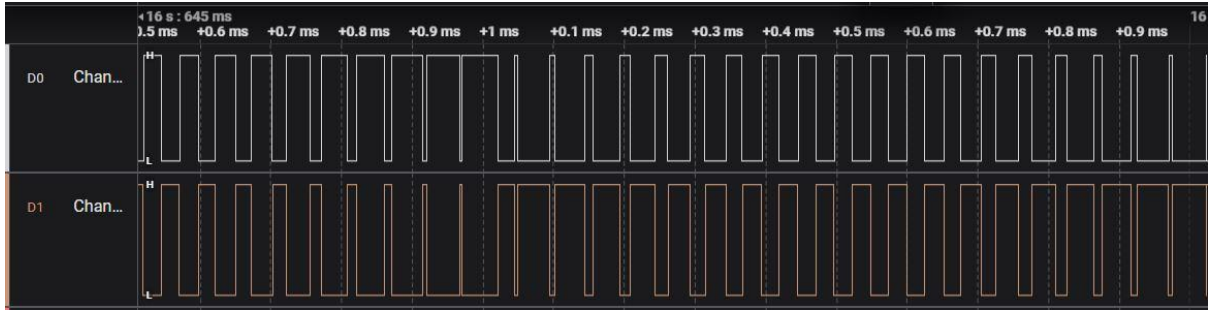 16 s : 645 ms
16
0.5 ms +0.6 ms +0.7 ms +0.8 ms +0.9 ms +1 ms +0.1 ms +0.2 ms +0.3 ms +0.4 ms +0.5 ms +0.6 ms +0.7 ms +0.8 ms +0.9 ms
H
D0 Chan...
L
H
D1 Chan...
L